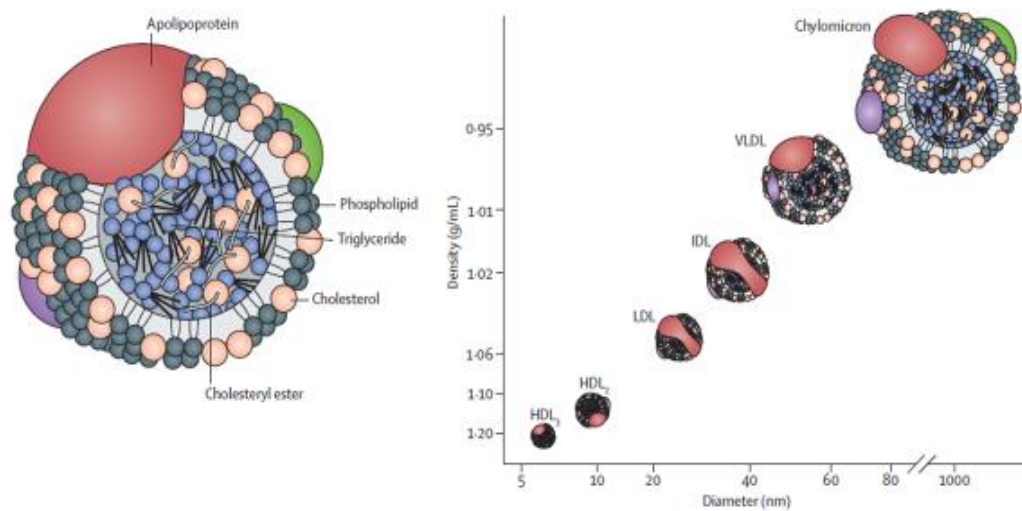 Apolipoprotein
Phospholipid
Triglyceride
Cholesterol
Cholesteryl ester
Chylomicron
VLDL
IDL
LDL
HDL₂
HDL₃
Density (g/mL)
0·95
1·01
1·02
1·06
1·10
1·20
5 10 20 40 60 80 1000
Diameter (nm)